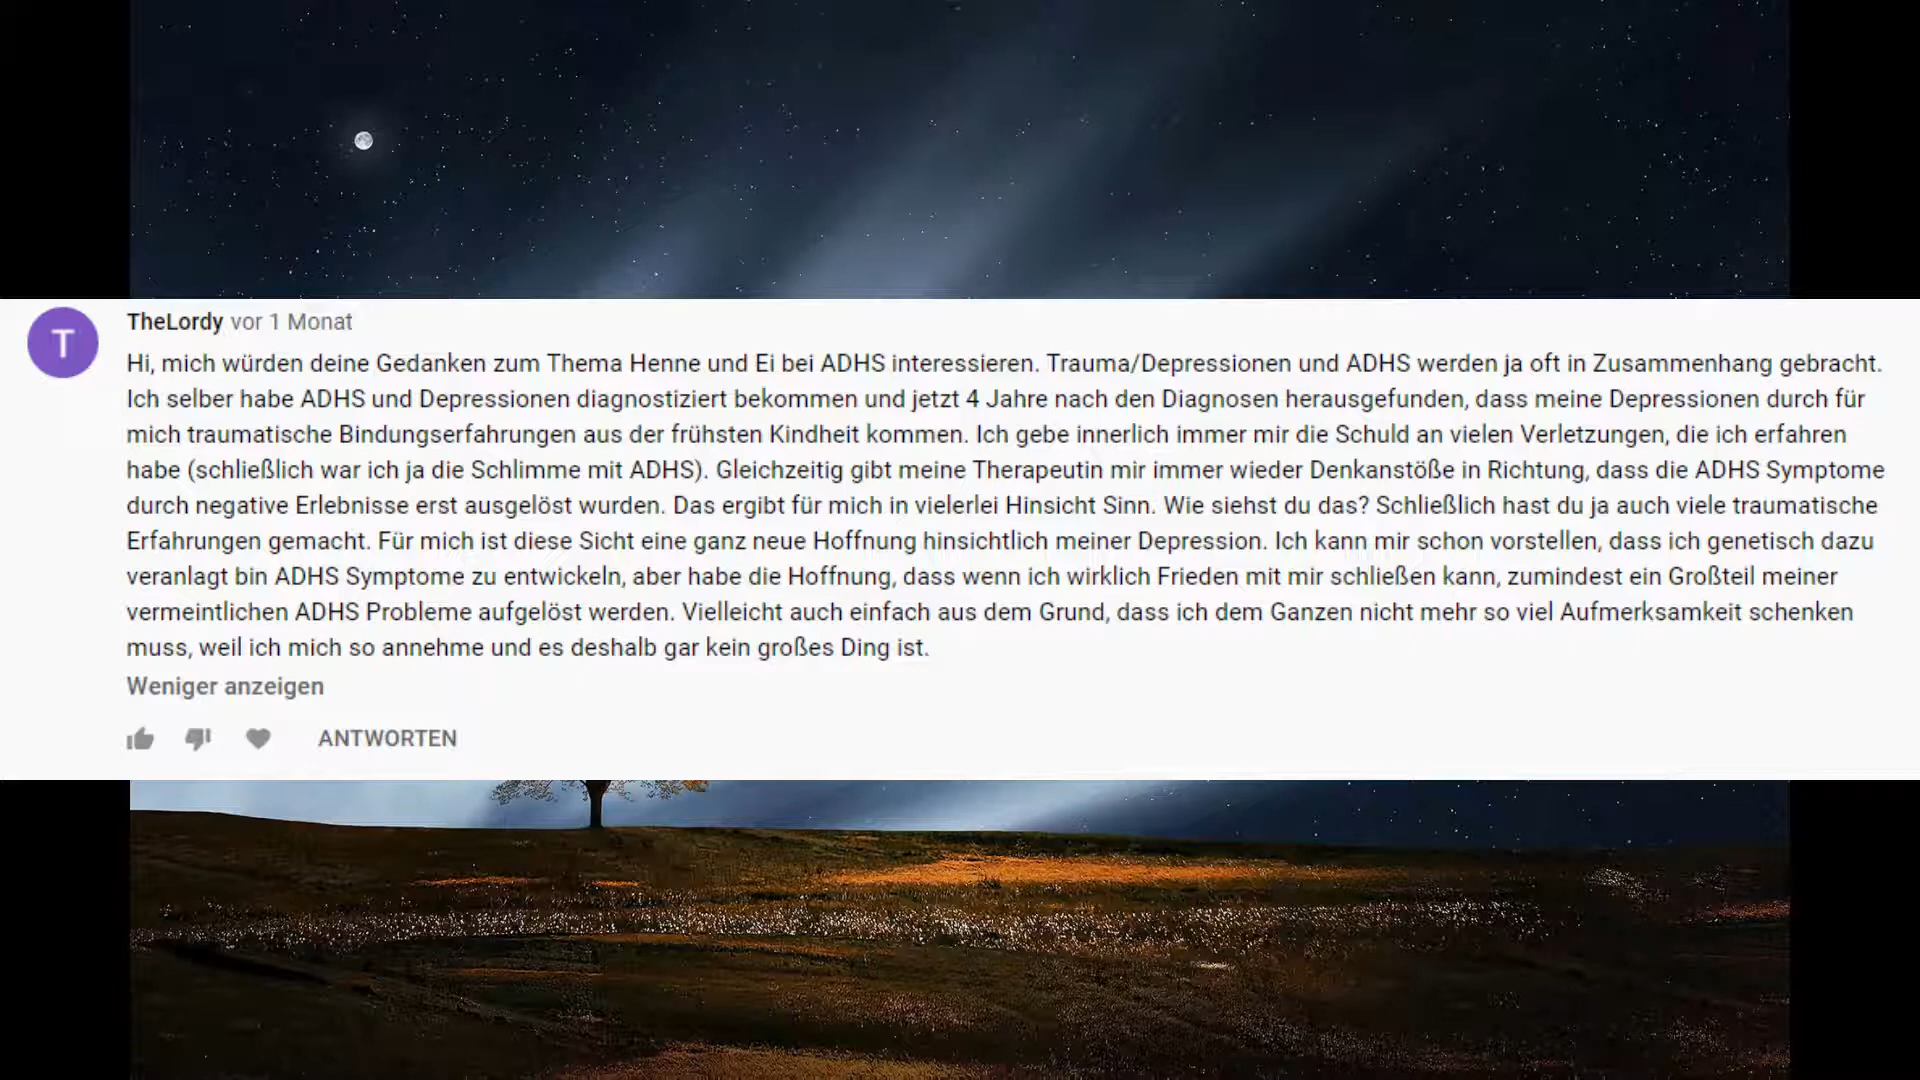 T
TheLordy vor 1 Monat
Hi, mich würden deine Gedanken zum Thema Henne und Ei bei ADHS interessieren. Trauma/Depressionen und ADHS werden ja oft in Zusammenhang gebracht.
Ich selber habe ADHS und Depressionen diagnostiziert bekommen und jetzt 4 Jahre nach den Diagnosen herausgefunden, dass meine Depressionen durch für
mich traumatische Bindungserfahrungen aus der frühsten Kindheit kommen. Ich gebe innerlich immer mir die Schuld an vielen Verletzungen, die ich erfahren
habe (schließlich war ich ja die Schlimme mit ADHS). Gleichzeitig gibt meine Therapeutin mir immer wieder Denkanstöße in Richtung, dass die ADHS Symptome
durch negative Erlebnisse erst ausgelöst wurden. Das ergibt für mich in vielerlei Hinsicht Sinn. Wie siehst du das? Schließlich hast du ja auch viele traumatische
Erfahrungen gemacht. Für mich ist diese Sicht eine ganz neue Hoffnung hinsichtlich meiner Depression. Ich kann mir schon vorstellen, dass ich genetisch dazu
veranlagt bin ADHS Symptome zu entwickeln, aber habe die Hoffnung, dass wenn ich wirklich Frieden mit mir schließen kann, zumindest ein Großteil meiner
vermeintlichen ADHS Probleme aufgelöst werden. Vielleicht auch einfach aus dem Grund, dass ich dem Ganzen nicht mehr so viel Aufmerksamkeit schenken
muss, weil ich mich so annehme und es deshalb gar kein großes Ding ist.
Weniger anzeigen
ANTWORTEN